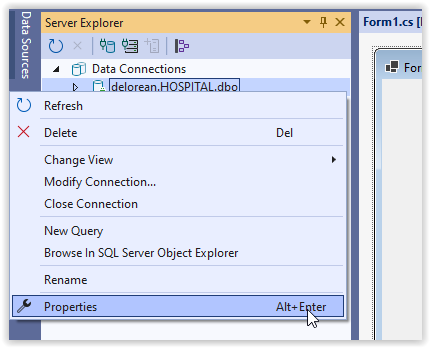 Data Sources
Server Explorer
Form1.cs [
Data Connections
delorean.HOSPITAL.dbo
For
Refresh
Delete Del
Change View
Modify Connection...
Close Connection
New Query
Browse In SQL Server Object Explorer
Rename
Properties Alt+Enter